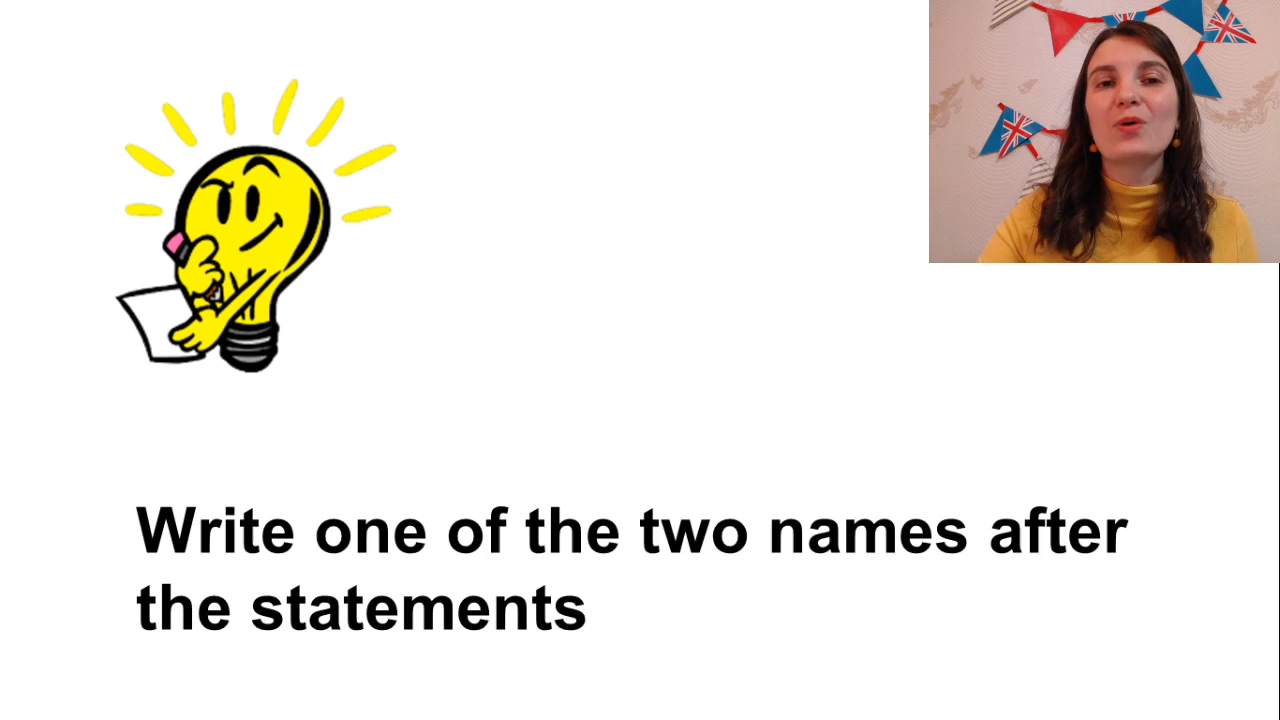 Write one of the two names after
the statements